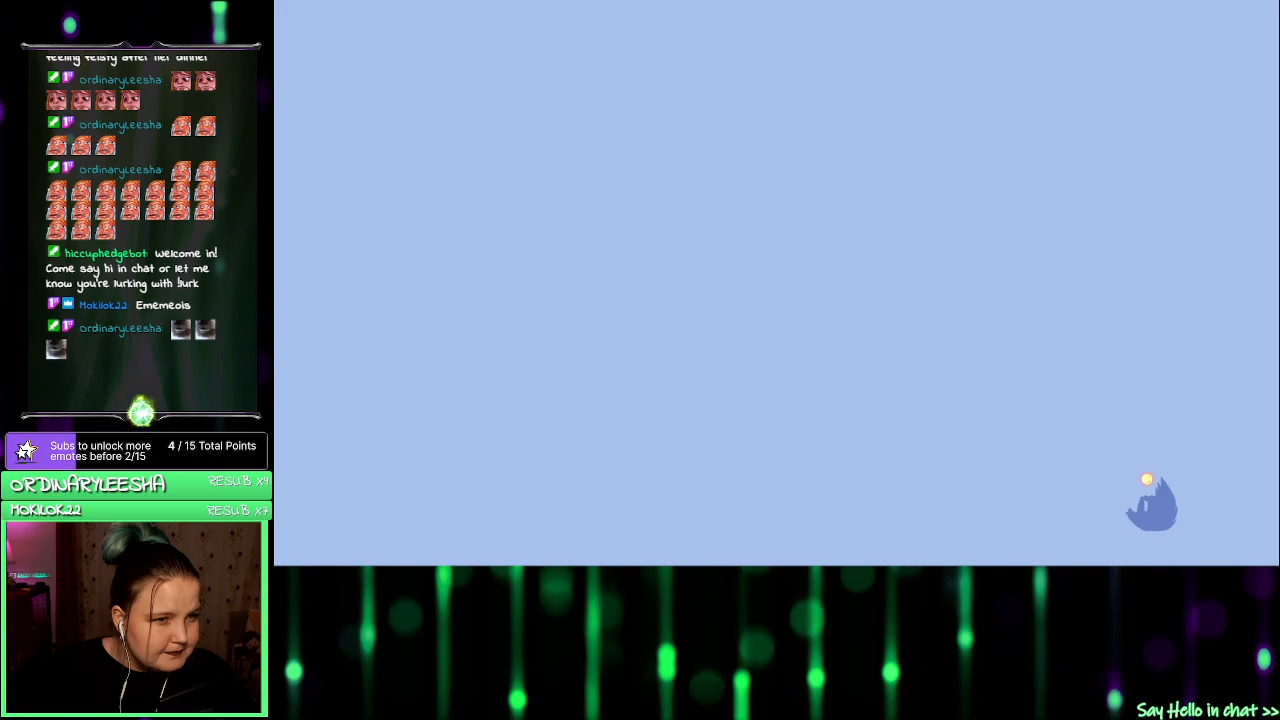 feeling feisty after her dinner
ordinaryleesha:
ordinaryleesha:
ordinaryleesha:
hiccuphedgebot: Welcome in!
Come say hi in chat or let me
know you're lurking with !lurk
Mokilok22: Ememeois
ordinaryleesha:
Subs to unlock more
emotes before 2/15
4 / 15 Total Points
ORDINARYLEESHA RESUB X9
MOKILOK22 RESUB X7
Say Hello in chat >>